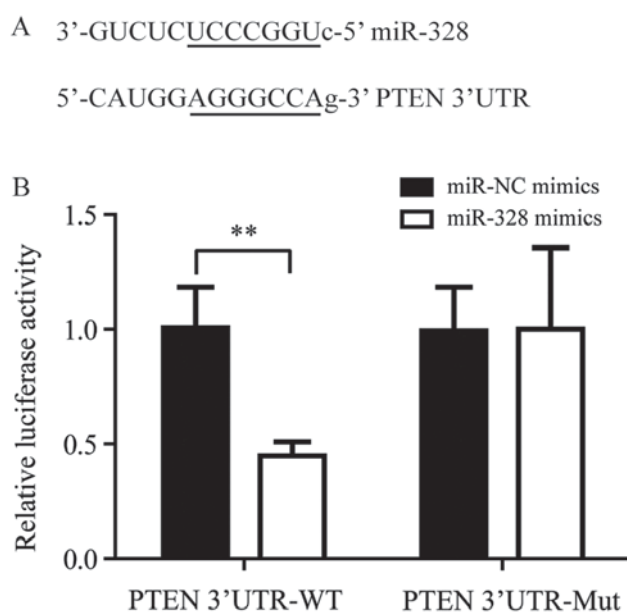 A
3’-GUCUCUCCCGGUc-5’ miR-328
5’-CAUGGAGGGCCAg-3’ PTEN 3’UTR
B
miR-NC mimics
miR-328 mimics
**
1.5
1.0
0.5
0.0
Relative luciferase activity
PTEN 3’UTR-WT
PTEN 3’UTR-Mut